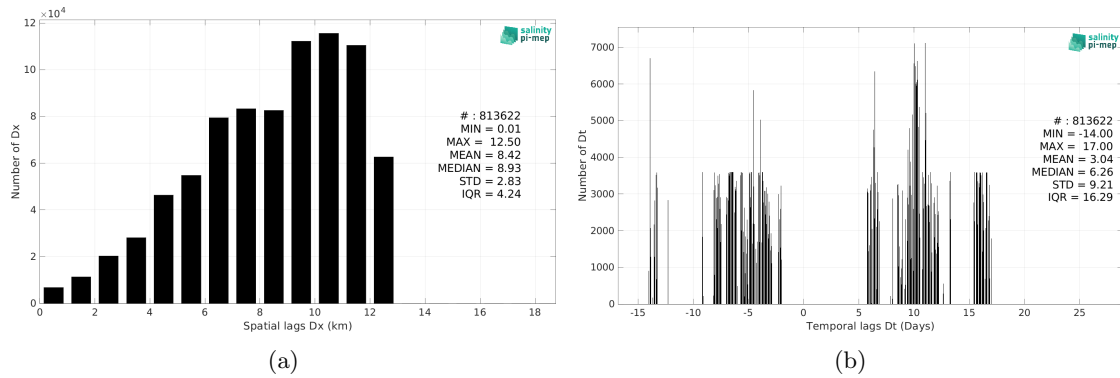 ×10⁴
12
10
8
6
4
2
0
Number of Dx
0 2 4 6 8 10 12 14 16 18
Spatial lags Dx (km)
salinity
pi-mep
# : 813622
MIN = 0.01
MAX = 12.50
MEAN = 8.42
MEDIAN = 8.93
STD = 2.83
IQR = 4.24
(a)
7000
6000
5000
4000
3000
2000
1000
0
Number of Dt
-15 -10 -5 0 5 10 15 20 25
Temporal lags Dt (Days)
salinity
pi-mep
# : 813622
MIN = -14.00
MAX = 17.00
MEAN = 3.04
MEDIAN = 6.26
STD = 9.21
IQR = 16.29
(b)